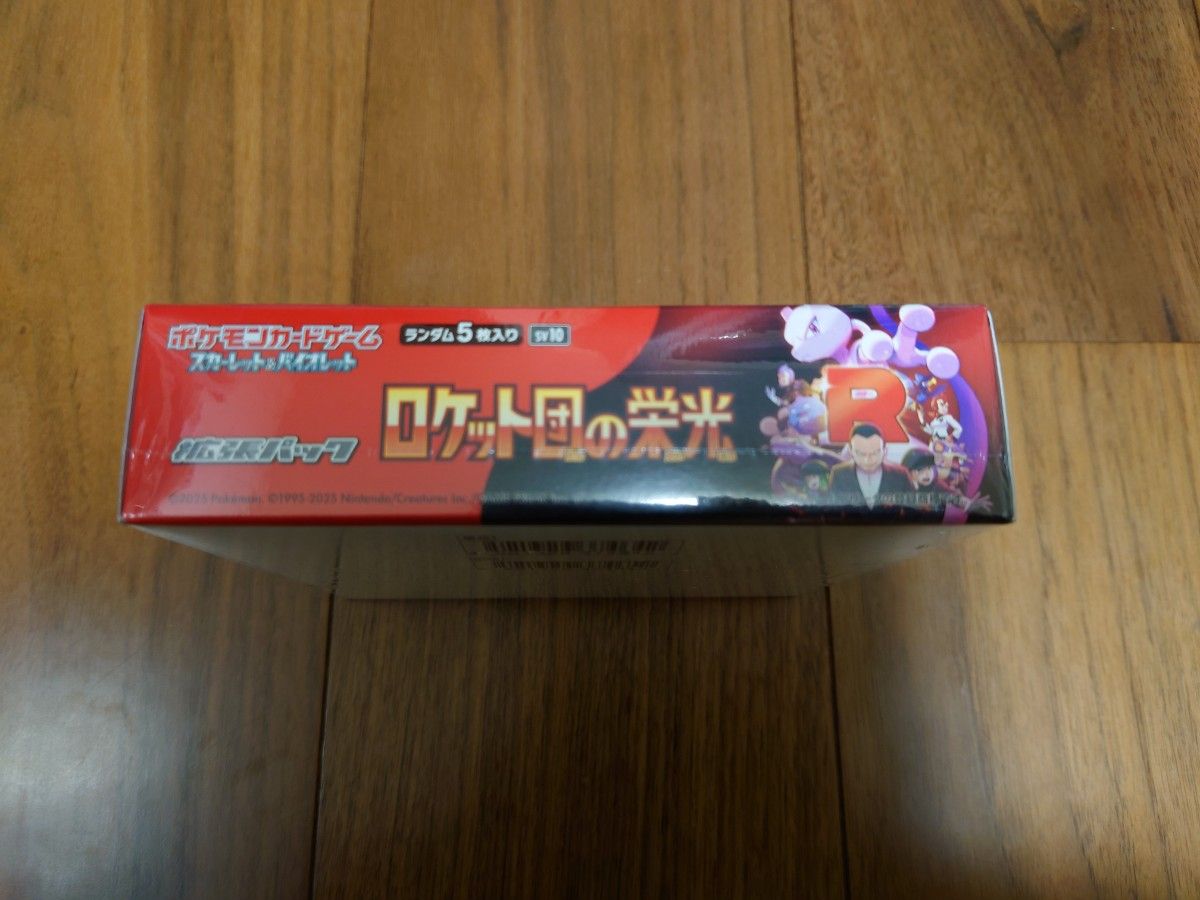 ポケモンカードゲーム
スカーレット&バイオレット
ランダム5枚入り
SV10
拡張パック
ロケット団の栄光
R
©2025 Pokémon. ©1995-2025 Nintendo/Creatures Inc./